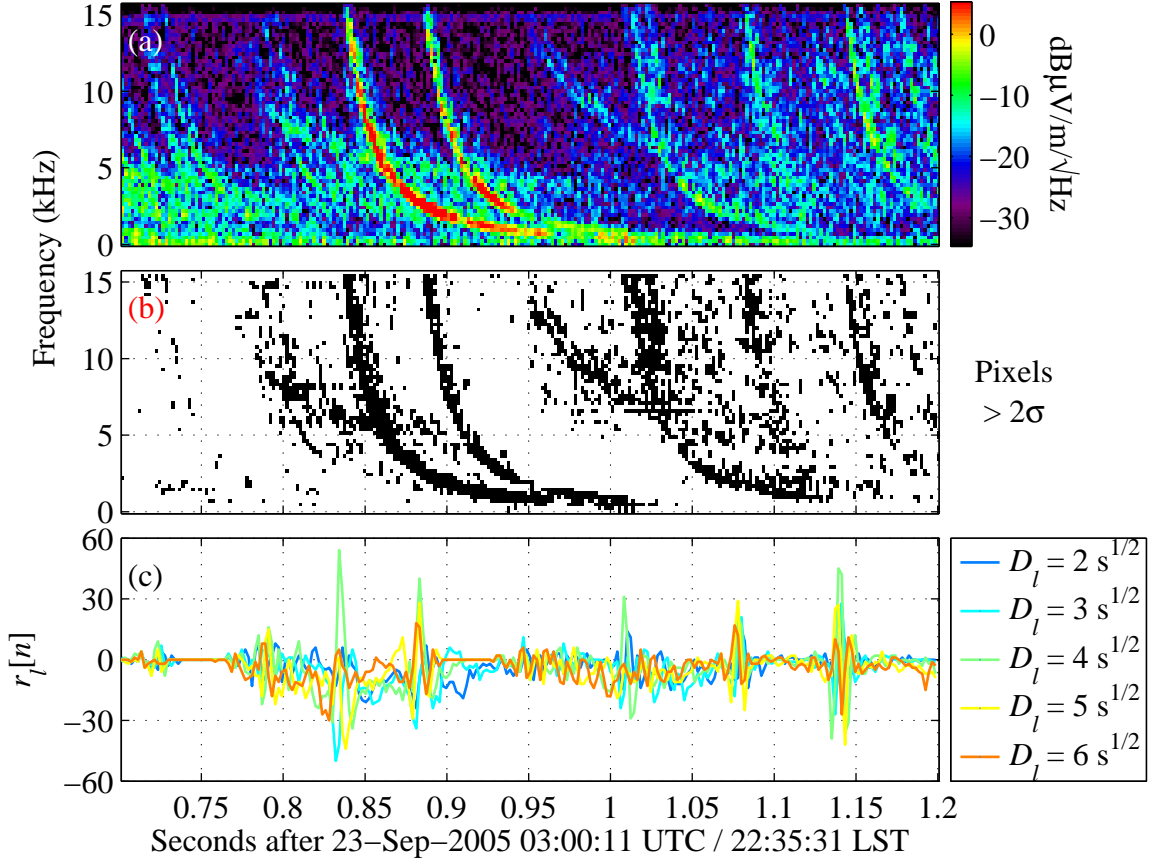 (a)
15
10
5
0
Frequency (kHz)
0
−10
−20
−30
dBµV/m/√Hz
(b)
15
10
5
0
Pixels
> 2σ
(c)
60
30
0
−30
−60
r_l[n]
D_l = 2 s^{1/2}
D_l = 3 s^{1/2}
D_l = 4 s^{1/2}
D_l = 5 s^{1/2}
D_l = 6 s^{1/2}
0.75 0.8 0.85 0.9 0.95 1 1.05 1.1 1.15 1.2
Seconds after 23−Sep−2005 03:00:11 UTC / 22:35:31 LST